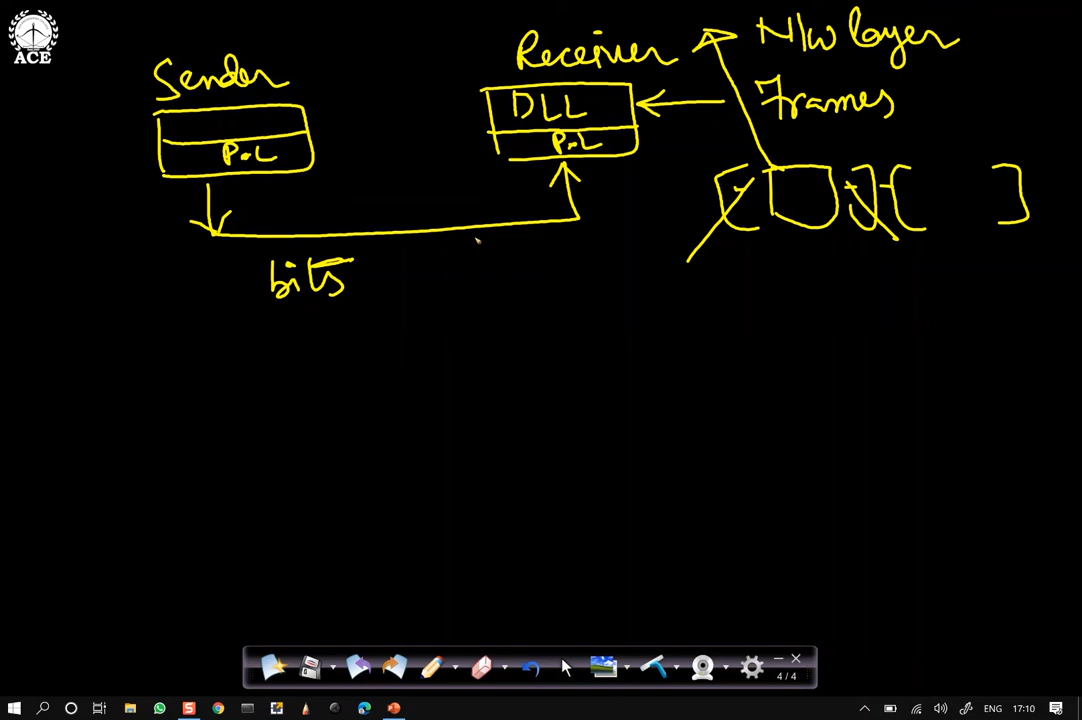 ACE
Sender
P.L
bits
Receiver
DLL
P.L
N/w layer
Frames
4/4
ENG
17:10